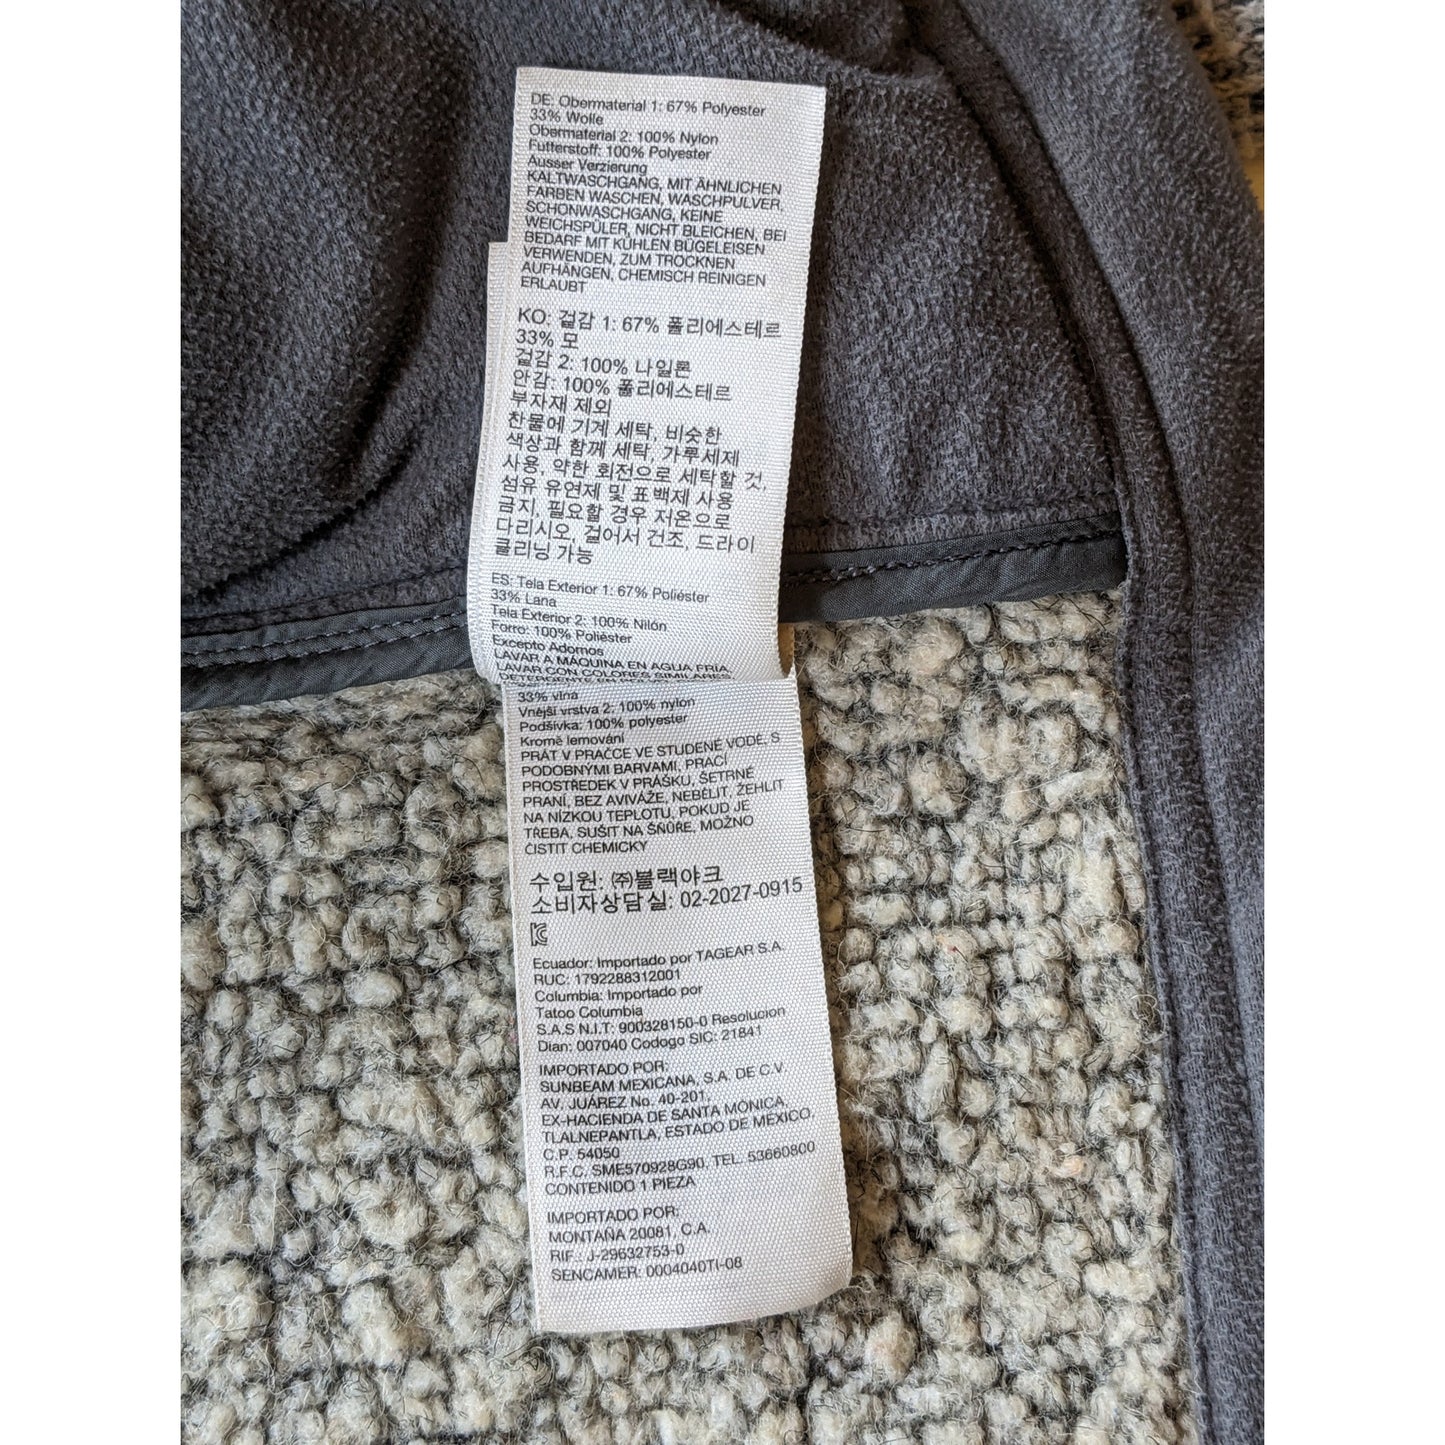 DE: Obermaterial 1: 67% Polyester
33% Wolle
Obermaterial 2: 100% Nylon
Futterstoff: 100% Polyester
Ausser Verzierung
KALTWASCHGANG, MIT ÄHNLICHEN
FARBEN WASCHEN, WASCHPULVER,
SCHONWASCHGANG, KEINE
WEICHSPÜLER, NICHT BLEICHEN, BEI
BEDARF MIT KÜHLEN BÜGELEISEN
VERWENDEN, ZUM TROCKNEN
AUFHÄNGEN, CHEMISCH REINIGEN
ERLAUBT
KO: 겉감 1: 67% 폴리에스테르
33% 모
겉감 2: 100% 나일론
안감: 100% 폴리에스테르
부자재 제외
찬물에 기계 세탁, 비슷한
색상과 함께 세탁, 가루세제
사용, 약한 회전으로 세탁할 것,
섬유 유연제 및 표백제 사용
금지, 필요할 경우 저온으로
다리시오, 걸어서 건조, 드라이
클리닝 가능
ES: Tela Exterior 1: 67% Poliéster
33% Lana
Tela Exterior 2: 100% Nilón
Forro: 100% Poliéster
Excepto Adornos
LAVAR A MÁQUINA EN AGUA FRÍA,
LAVAR CON COLORES SIMILARES,
DETERGENTE EN
33% vlna
Vnější vrstva 2: 100% nylon
Podšívka: 100% polyester
Kromě lemování
PRÁT V PRAČCE VE STUDENÉ VODĚ, S
PODOBNÝMI BARVAMI, PRACÍ
PROSTŘEDEK V PRÁŠKU, ŠETRNÉ
PRANÍ, BEZ AVIVÁŽE, NEBĚLIT, ŽEHLIT
NA NÍZKOU TEPLOTU, POKUD JE
TŘEBA, SUŠIT NA ŠŇŮŘE, MOŽNO
ČISTIT CHEMICKY
수입원: ㈜블랙야크
소비자상담실: 02-2027-0915
Ecuador: Importado por TAGEAR S.A.
RUC: 1792288312001
Columbia: Importado por
Tatoo Columbia
S.A.S N.I.T: 900328150-0 Resolucion
Dian: 007040 Codogo SIC: 21841
IMPORTADO POR:
SUNBEAM MEXICANA, S.A. DE C.V.
AV. JUÁREZ No. 40-201,
EX-HACIENDA DE SANTA MÓNICA,
TLALNEPANTLA, ESTADO DE MÉXICO,
C.P. 54050
R.F.C. SME570928G90, TEL. 53660800
CONTENIDO 1 PIEZA
IMPORTADO POR:
MONTAÑA 20081, C.A.
RIF.: J-29632753-0
SENCAMER: 0004040TI-08